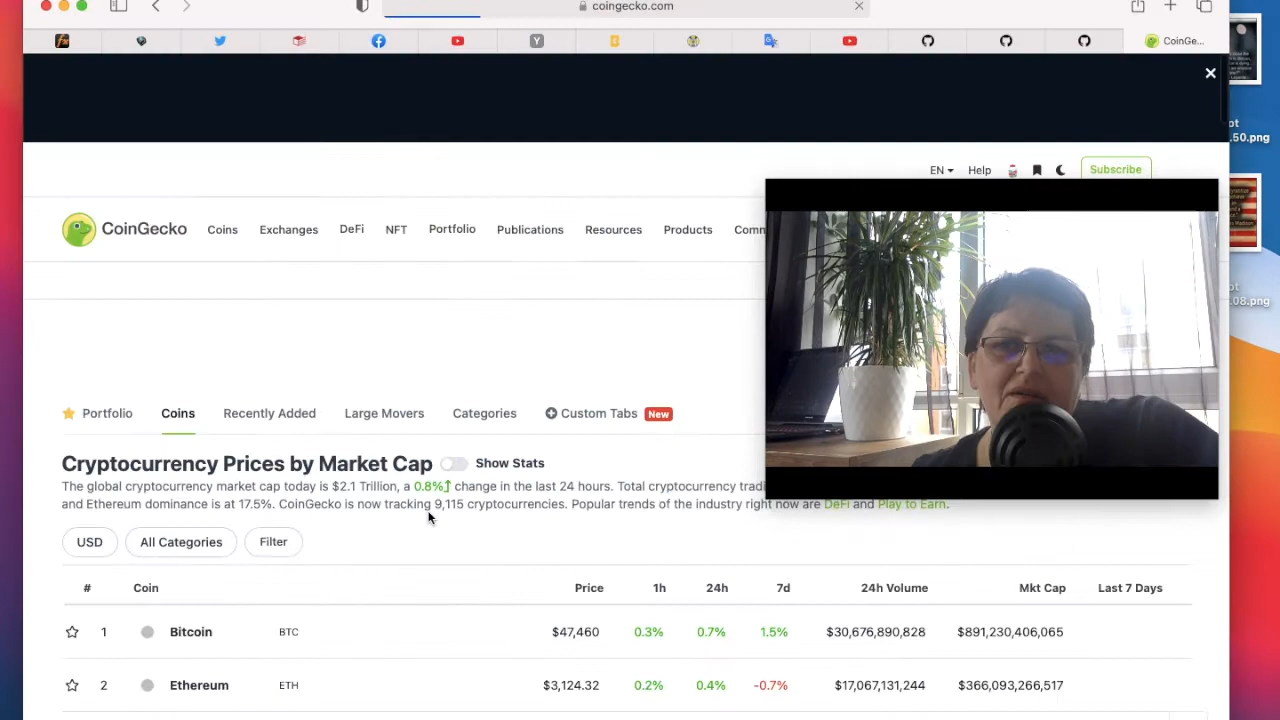 coingecko.com
CoinGe...
.50.png
.08.png
EN Help Subscribe
CoinGecko Coins Exchanges DeFi NFT Portfolio Publications Resources Products
Portfolio Coins Recently Added Large Movers Categories Custom Tabs New
Cryptocurrency Prices by Market Cap Show Stats
The global cryptocurrency market cap today is $2.1 Trillion, a 0.8% change in the last 24 hours. Total cryptocurrency
and Ethereum dominance is at 17.5%. CoinGecko is now tracking 9,115 cryptocurrencies. Popular trends of the industry right now are DeFi and Play to Earn.
USD All Categories Filter
# Coin Price 1h 24h 7d 24h Volume Mkt Cap Last 7 Days
1 Bitcoin BTC $47,460 0.3% 0.7% 1.5% $30,676,890,828 $891,230,406,065
2 Ethereum ETH $3,124.32 0.2% 0.4% -0.7% $17,067,131,244 $366,093,266,517